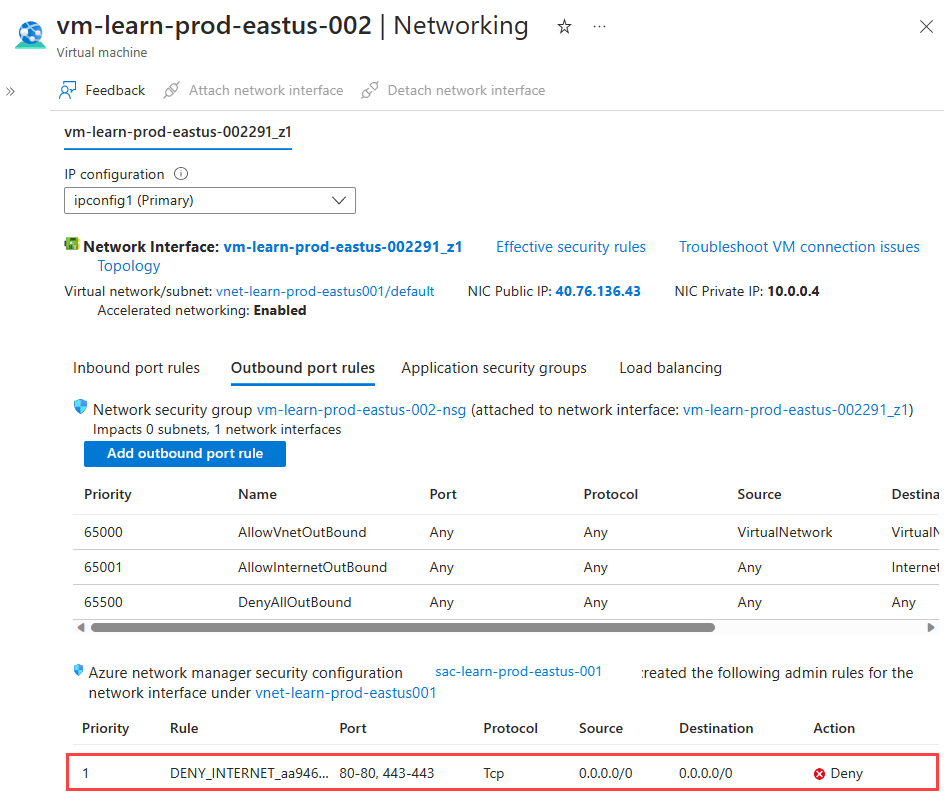 vm-learn-prod-eastus-002 | Networking
Virtual machine
Feedback Attach network interface Detach network interface
vm-learn-prod-eastus-002291_z1
IP configuration
ipconfig1 (Primary)
Network Interface: vm-learn-prod-eastus-002291_z1 Effective security rules Troubleshoot VM connection issues
Topology
Virtual network/subnet: vnet-learn-prod-eastus001/default NIC Public IP: 40.76.136.43 NIC Private IP: 10.0.0.4
Accelerated networking: Enabled
Inbound port rules Outbound port rules Application security groups Load balancing
Network security group vm-learn-prod-eastus-002-nsg (attached to network interface: vm-learn-prod-eastus-002291_z1)
Impacts 0 subnets, 1 network interfaces
Add outbound port rule
Priority Name Port Protocol Source Destina
65000 AllowVnetOutBound Any Any VirtualNetwork VirtualN
65001 AllowInternetOutBound Any Any Any Internet
65500 DenyAllOutBound Any Any Any Any
Azure network manager security configuration sac-learn-prod-eastus-001 reated the following admin rules for the
network interface under vnet-learn-prod-eastus001
Priority Rule Port Protocol Source Destination Action
1 DENY_INTERNET_aa946... 80-80, 443-443 Tcp 0.0.0.0/0 0.0.0.0/0 Deny